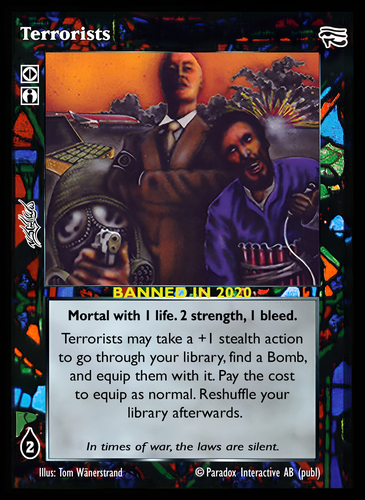 Terrorists
BANNED IN 2020
Mortal with 1 life. 2 strength, 1 bleed.
Terrorists may take a +1 stealth action
to go through your library, find a Bomb,
and equip them with it. Pay the cost
to equip as normal. Reshuffle your
library afterwards.
In times of war, the laws are silent.
2
Illus: Tom Wänerstrand
© Paradox Interactive AB (publ)